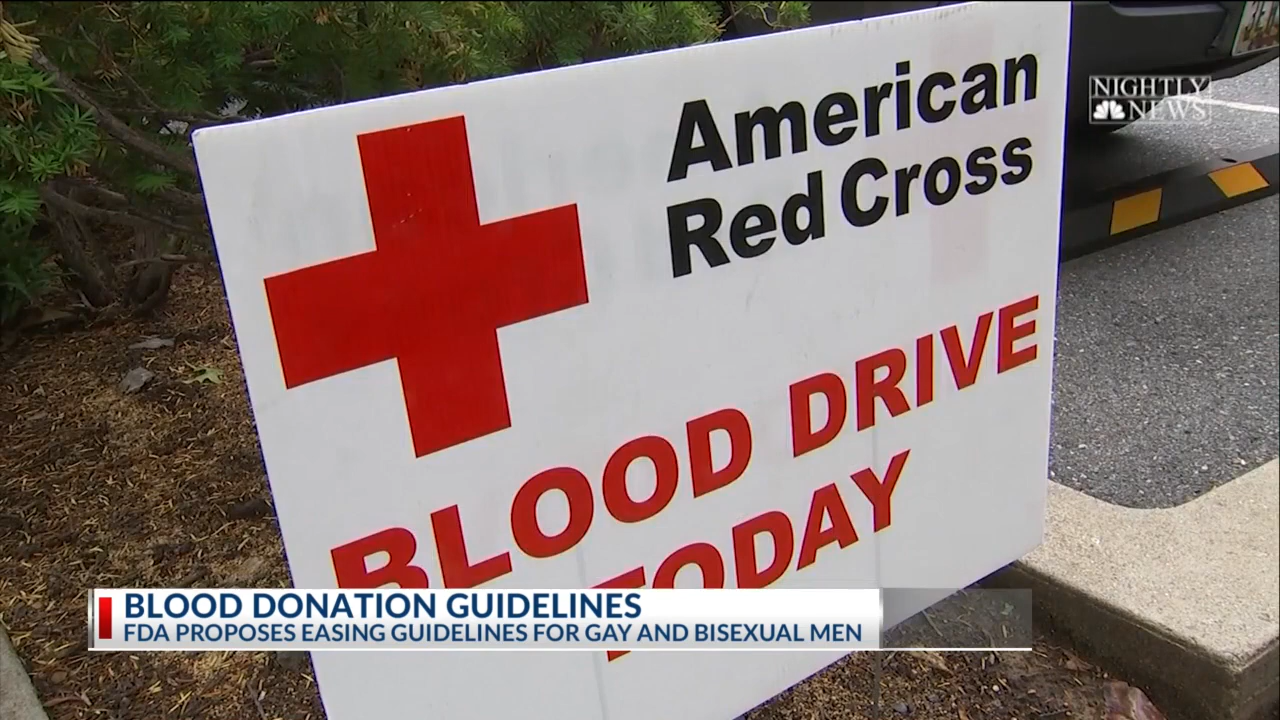 American
Red Cross
NIGHTLY
NEWS
BLOOD DRIVE
TODAY
BLOOD DONATION GUIDELINES
FDA PROPOSES EASING GUIDELINES FOR GAY AND BISEXUAL MEN